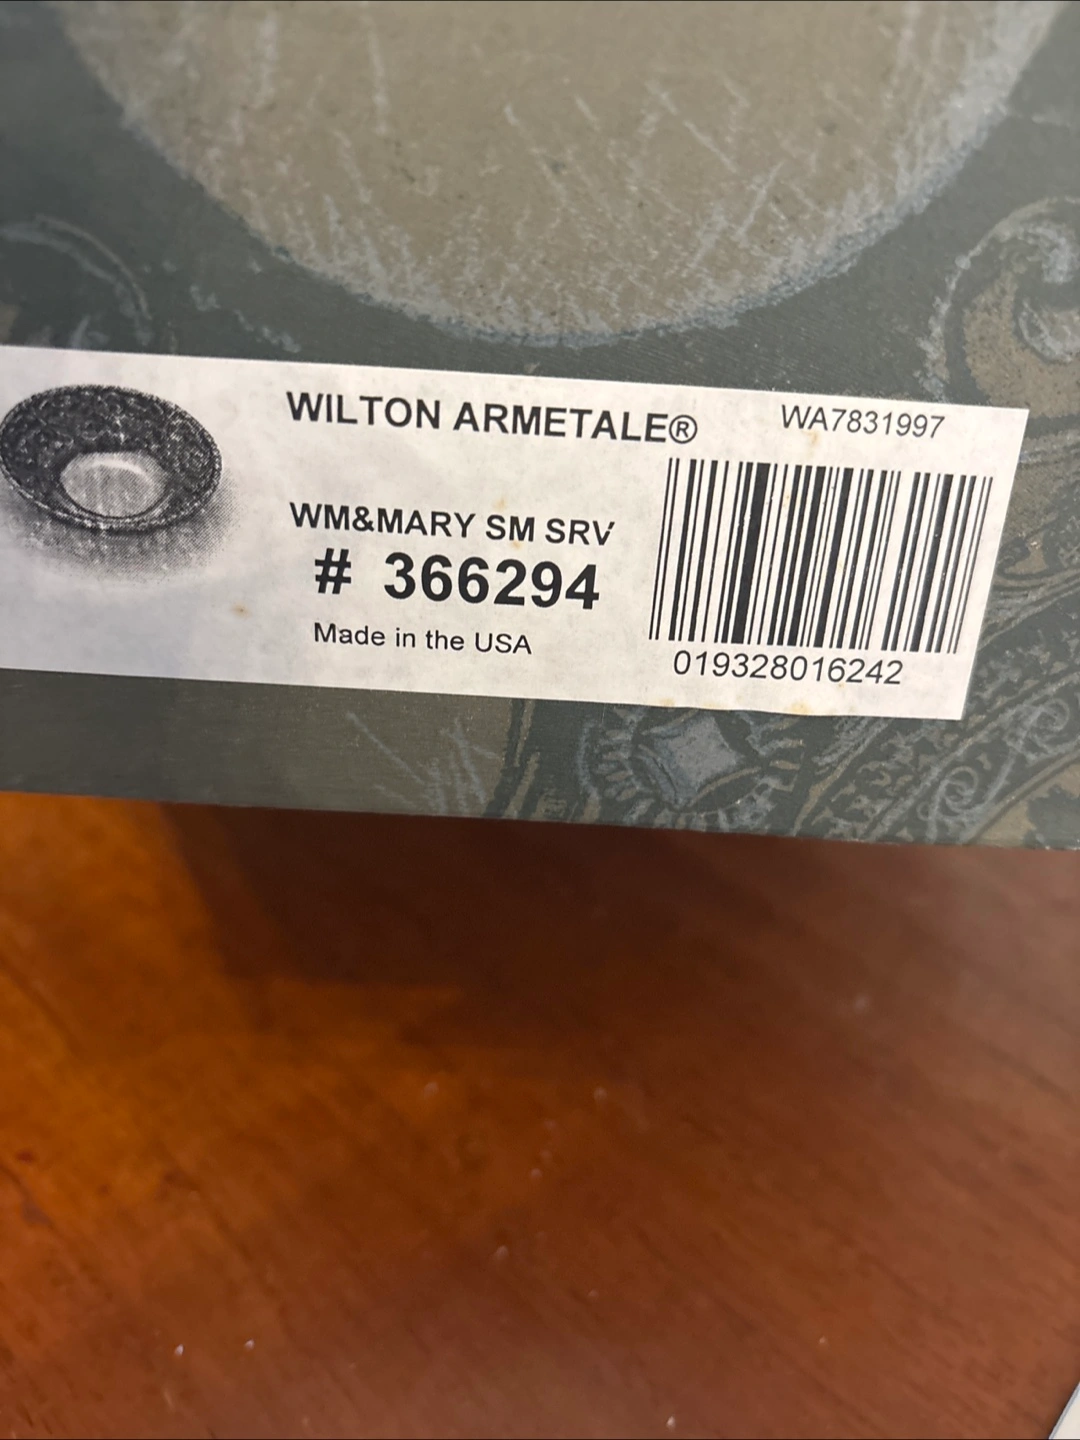 WILTON ARMETALE®
WA7831997
WM&MARY SM SRV
# 366294
Made in the USA
019328016242